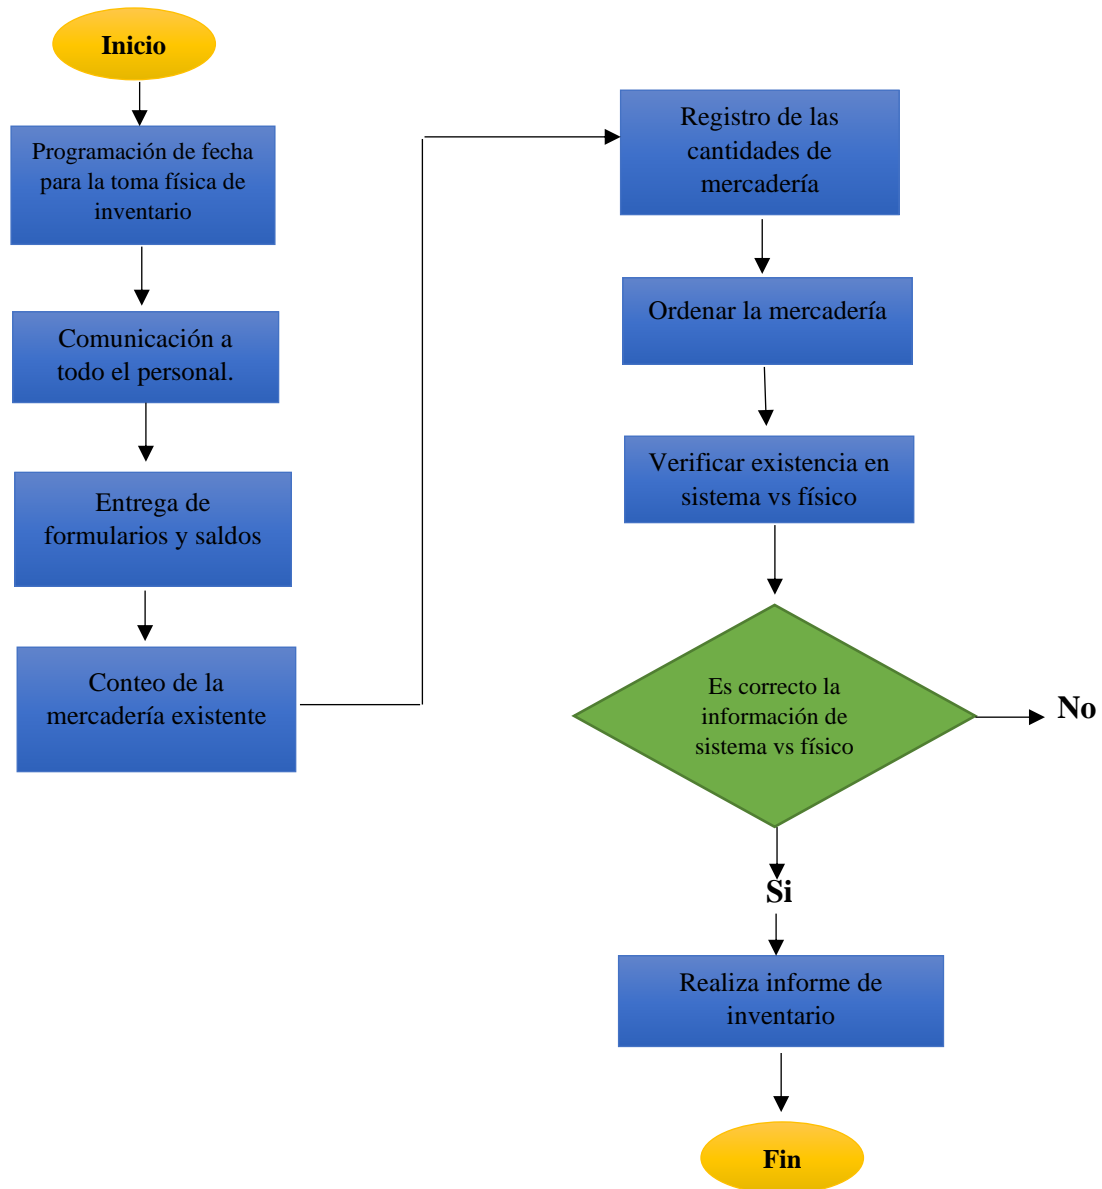 Inicio
Programación de fecha
para la toma física de
inventario
Comunicación a
todo el personal.
Entrega de
formularios y saldos
Conteo de la
mercadería existente
Registro de las
cantidades de
mercadería
Ordenar la mercadería
Verificar existencia en
sistema vs físico
Es correcto la
información de
sistema vs físico
No
Si
Realiza informe de
inventario
Fin